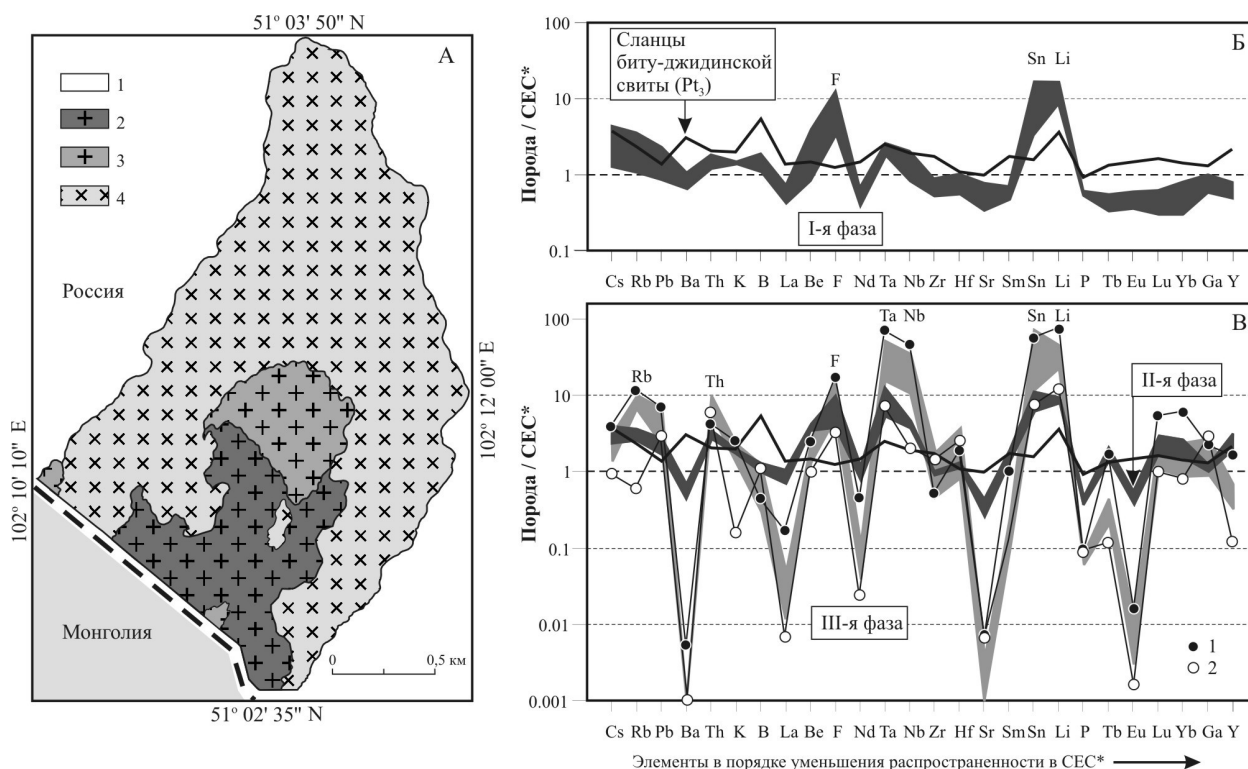 51° 03' 50" N
А
1
2
3
4
Россия
Монголия
102° 10' 10" E
102° 12' 00" E
0
0,5 км
51° 02' 35" N
Б
Порода / СЕС*
100
10
1
0.1
Сланцы
биту-джидинской
свиты (Pt₃)
F
Sn Li
I-я фаза
Cs Rb Pb Ba Th K B La Be F Nd Ta Nb Zr Hf Sr Sm Sn Li P Tb Eu Lu Yb Ga Y
В
Порода / СЕС*
100
10
1
0.1
0.01
0.001
Rb
Th
F
Ta Nb
Sn Li
II-я фаза
III-я фаза
1
2
Cs Rb Pb Ba Th K B La Be F Nd Ta Nb Zr Hf Sr Sm Sn Li P Tb Eu Lu Yb Ga Y
Элементы в порядке уменьшения распространенности в СЕС*